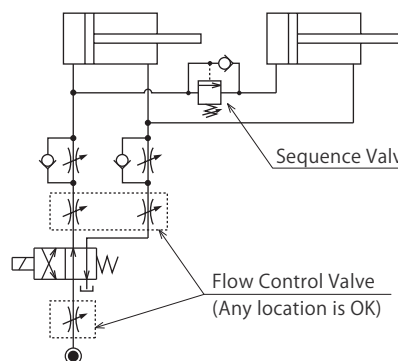 Sequence Valv
Flow Control Valve
(Any location is OK)